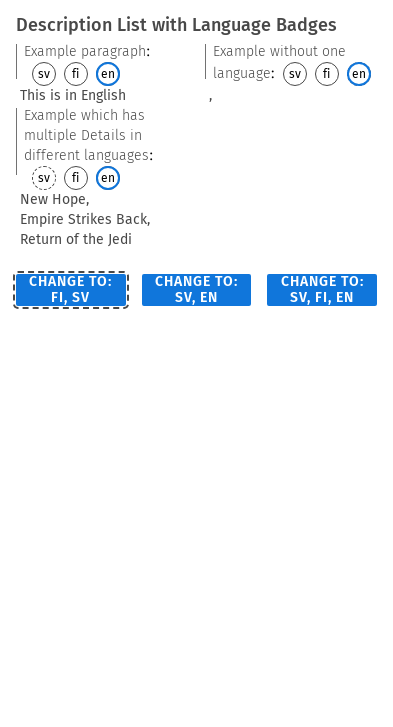 Description List with Language Badges
Example paragraph:
sv fi en
This is in English
Example without one
language: sv fi en
,
Example which has
multiple Details in
different languages:
sv fi en
New Hope,
Empire Strikes Back,
Return of the Jedi
CHANGE TO:
FI, SV
CHANGE TO:
SV, EN
CHANGE TO:
SV, FI, EN